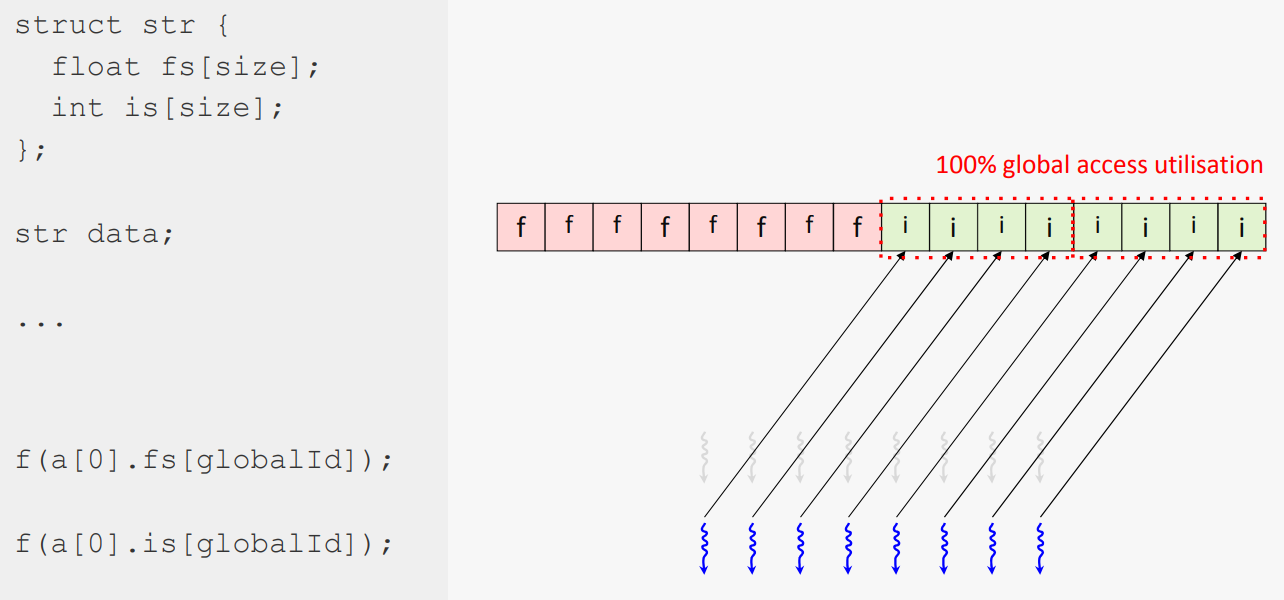 struct str {
float fs[size];
int is[size];
};
str data;
...
f(a[0].fs[globalId]);
f(a[0].is[globalId]);
100% global access utilisation
f f f f f f f f i i i i i i i i